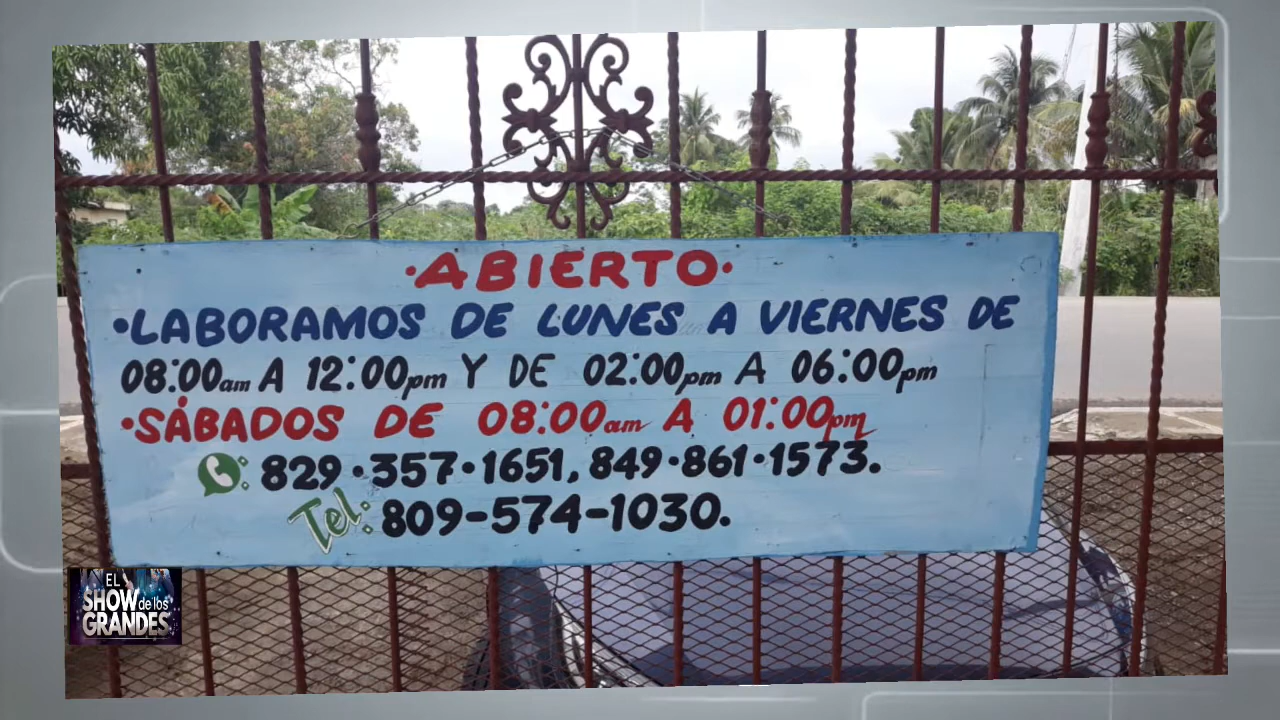 ·ABIERTO·
•LABORAMOS DE LUNES A VIERNES DE
08:00am A 12:00pm Y DE 02:00pm A 06:00pm
•SÁBADOS DE 08:00am A 01:00pm
: 829·357·1651, 849·861·1573.
Tel: 809-574-1030.
EL
SHOW de los
GRANDES